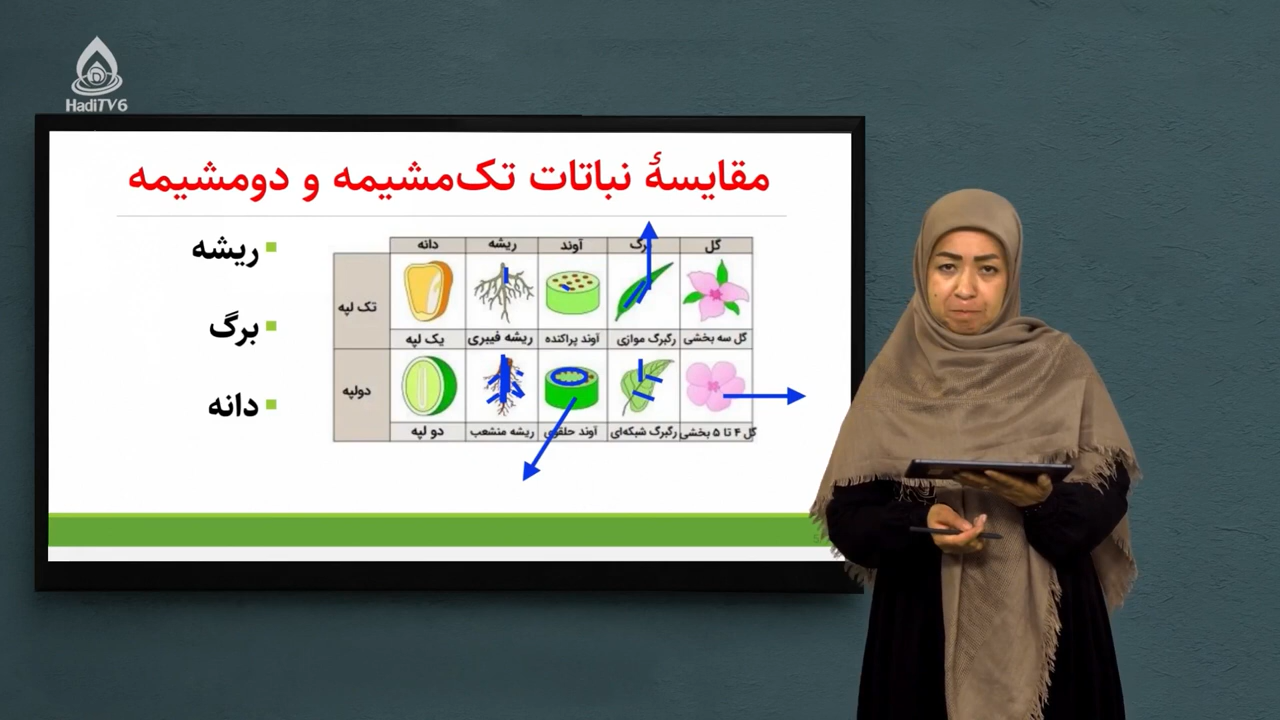 HadiTV6
مقایسهٔ نباتات تک‌مشیمه و دومشیمه
ریشه
برگ
دانه
گل برگ آوند ریشه دانه
تک لپه
گل سه بخشی رگبرگ موازی آوند پراکنده ریشه فیبری یک لپه
دولپه
گل ۴ تا ۵ بخشی رگبرگ شبکه‌ای آوند حلقوی ریشه منشعب دو لپه